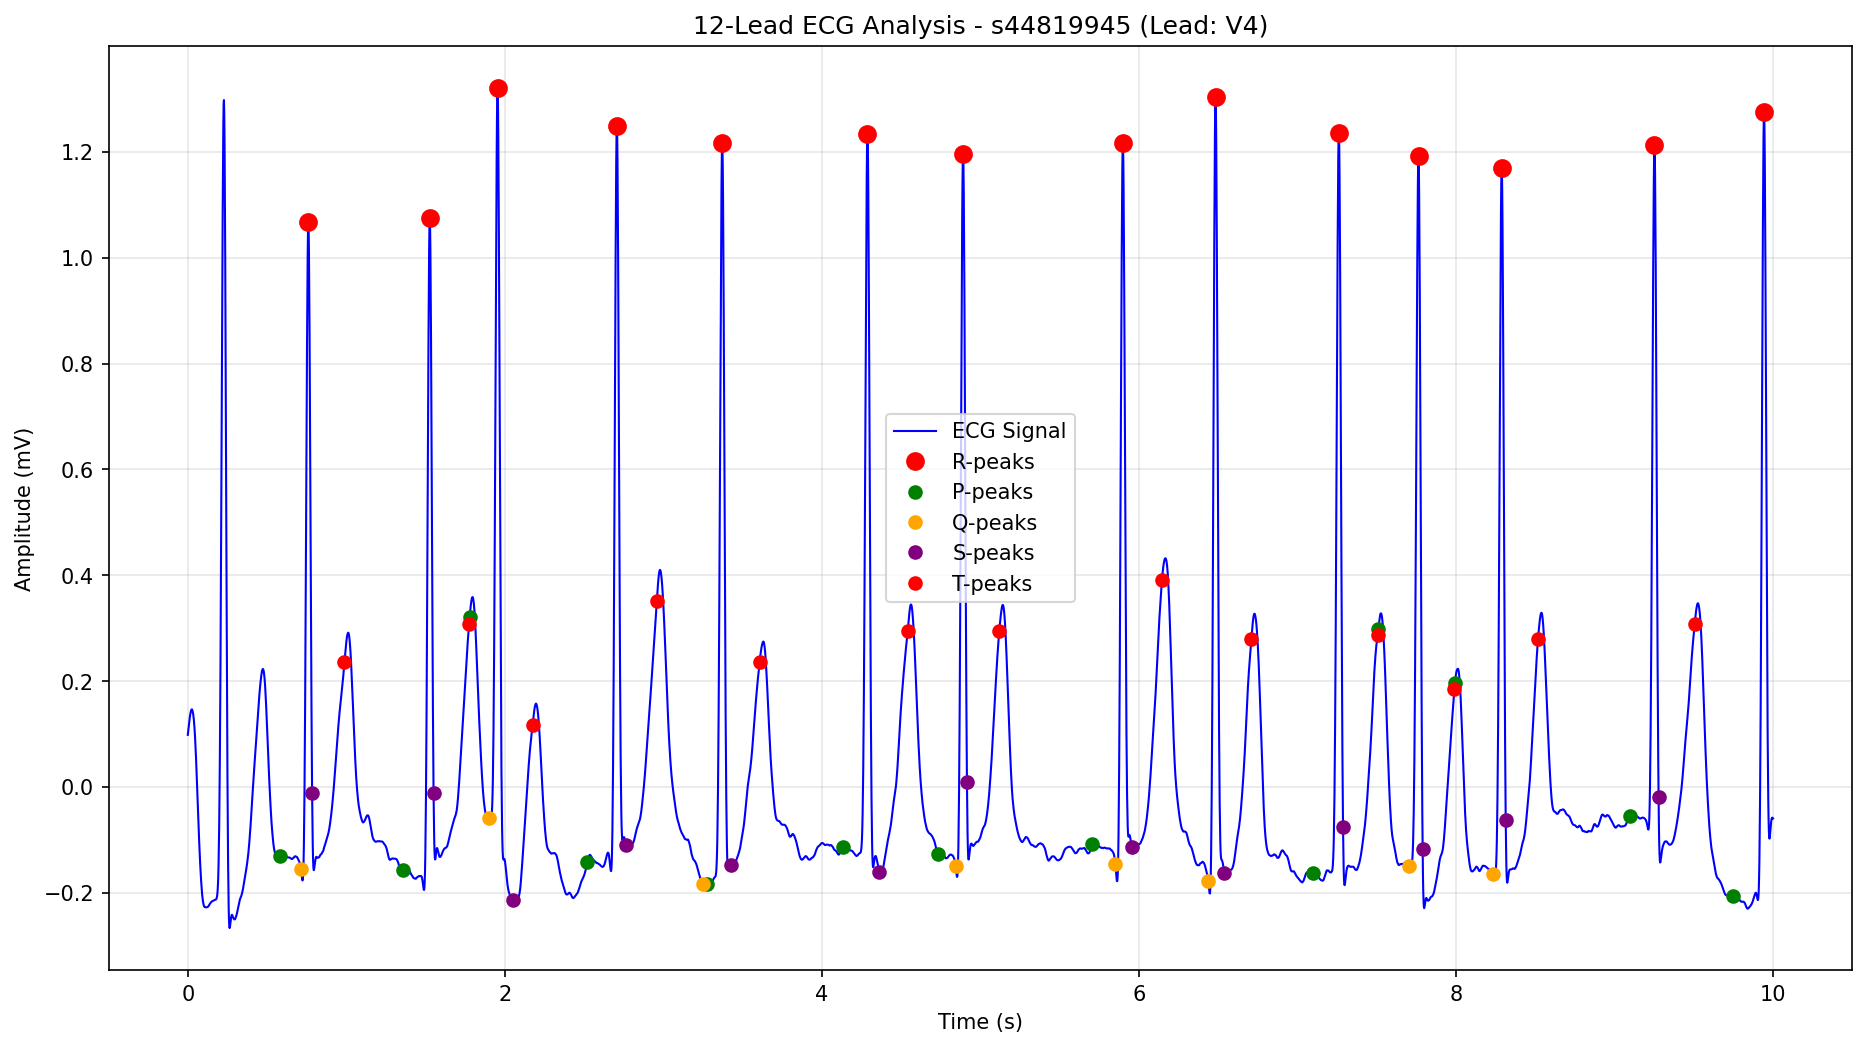 12-Lead ECG Analysis - s44819945 (Lead: V4)
Amplitude (mV)
1.2
1.0
0.8
0.6
0.4
0.2
0.0
−0.2
ECG Signal
R-peaks
P-peaks
Q-peaks
S-peaks
T-peaks
0 2 4 6 8 10
Time (s)